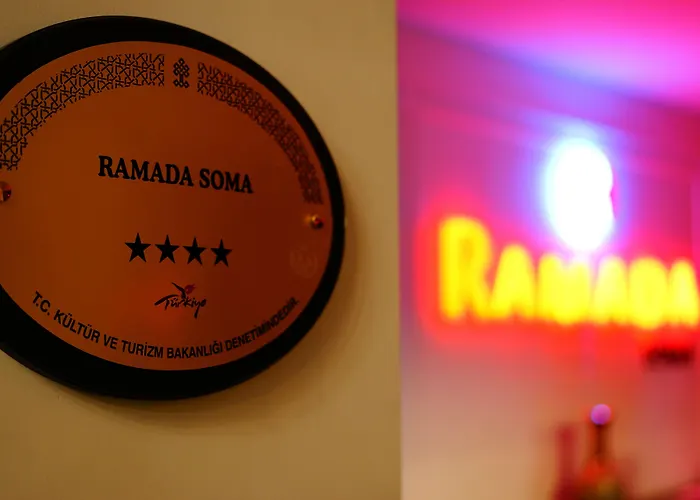 RAMADA SOMA
★★★★
Türkiye
T.C. KÜLTÜR VE TURİZM BAKANLIĞI DENETİMİNDEDİR.
RAMADA